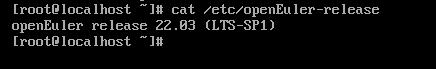 [root@localhost ~]# cat /etc/openEuler-release
openEuler release 22.03 (LTS-SP1)
[root@localhost ~]#